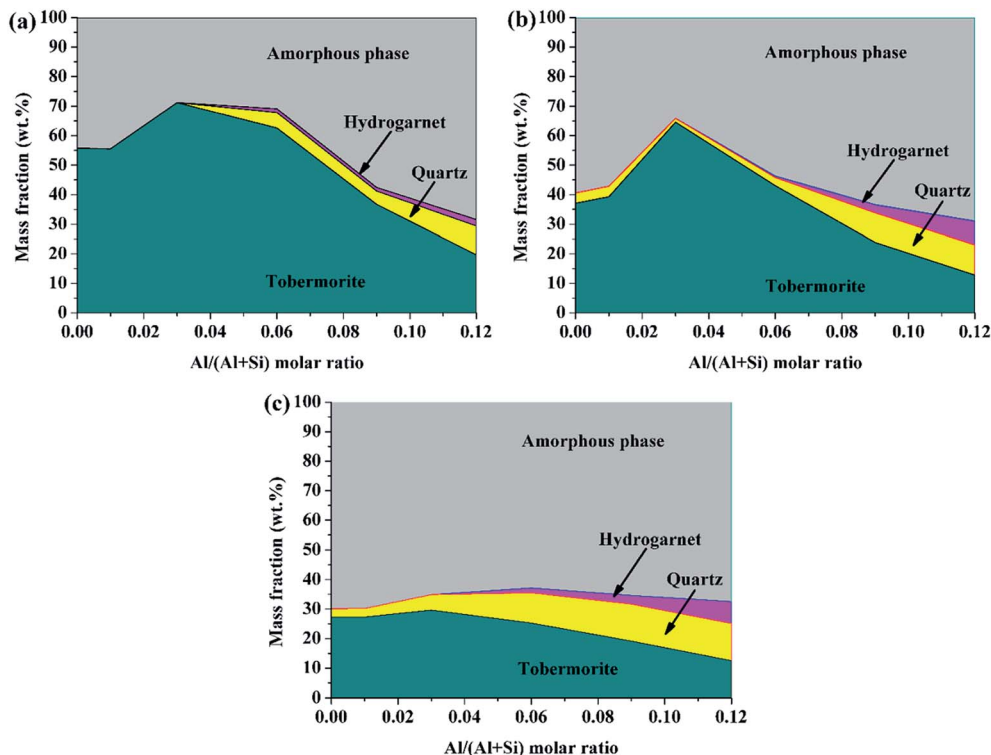 (a)
Mass fraction (wt.%)
100
90
80
70
60
50
40
30
20
10
0
Amorphous phase
Hydrogarnet
Quartz
Tobermorite
0.00 0.02 0.04 0.06 0.08 0.10 0.12
Al/(Al+Si) molar ratio
(b)
Mass fraction (wt.%)
100
90
80
70
60
50
40
30
20
10
0
Amorphous phase
Hydrogarnet
Quartz
Tobermorite
0.00 0.02 0.04 0.06 0.08 0.10 0.12
Al/(Al+Si) molar ratio
(c)
Mass fraction (wt.%)
100
90
80
70
60
50
40
30
20
10
0
Amorphous phase
Hydrogarnet
Quartz
Tobermorite
0.00 0.02 0.04 0.06 0.08 0.10 0.12
Al/(Al+Si) molar ratio